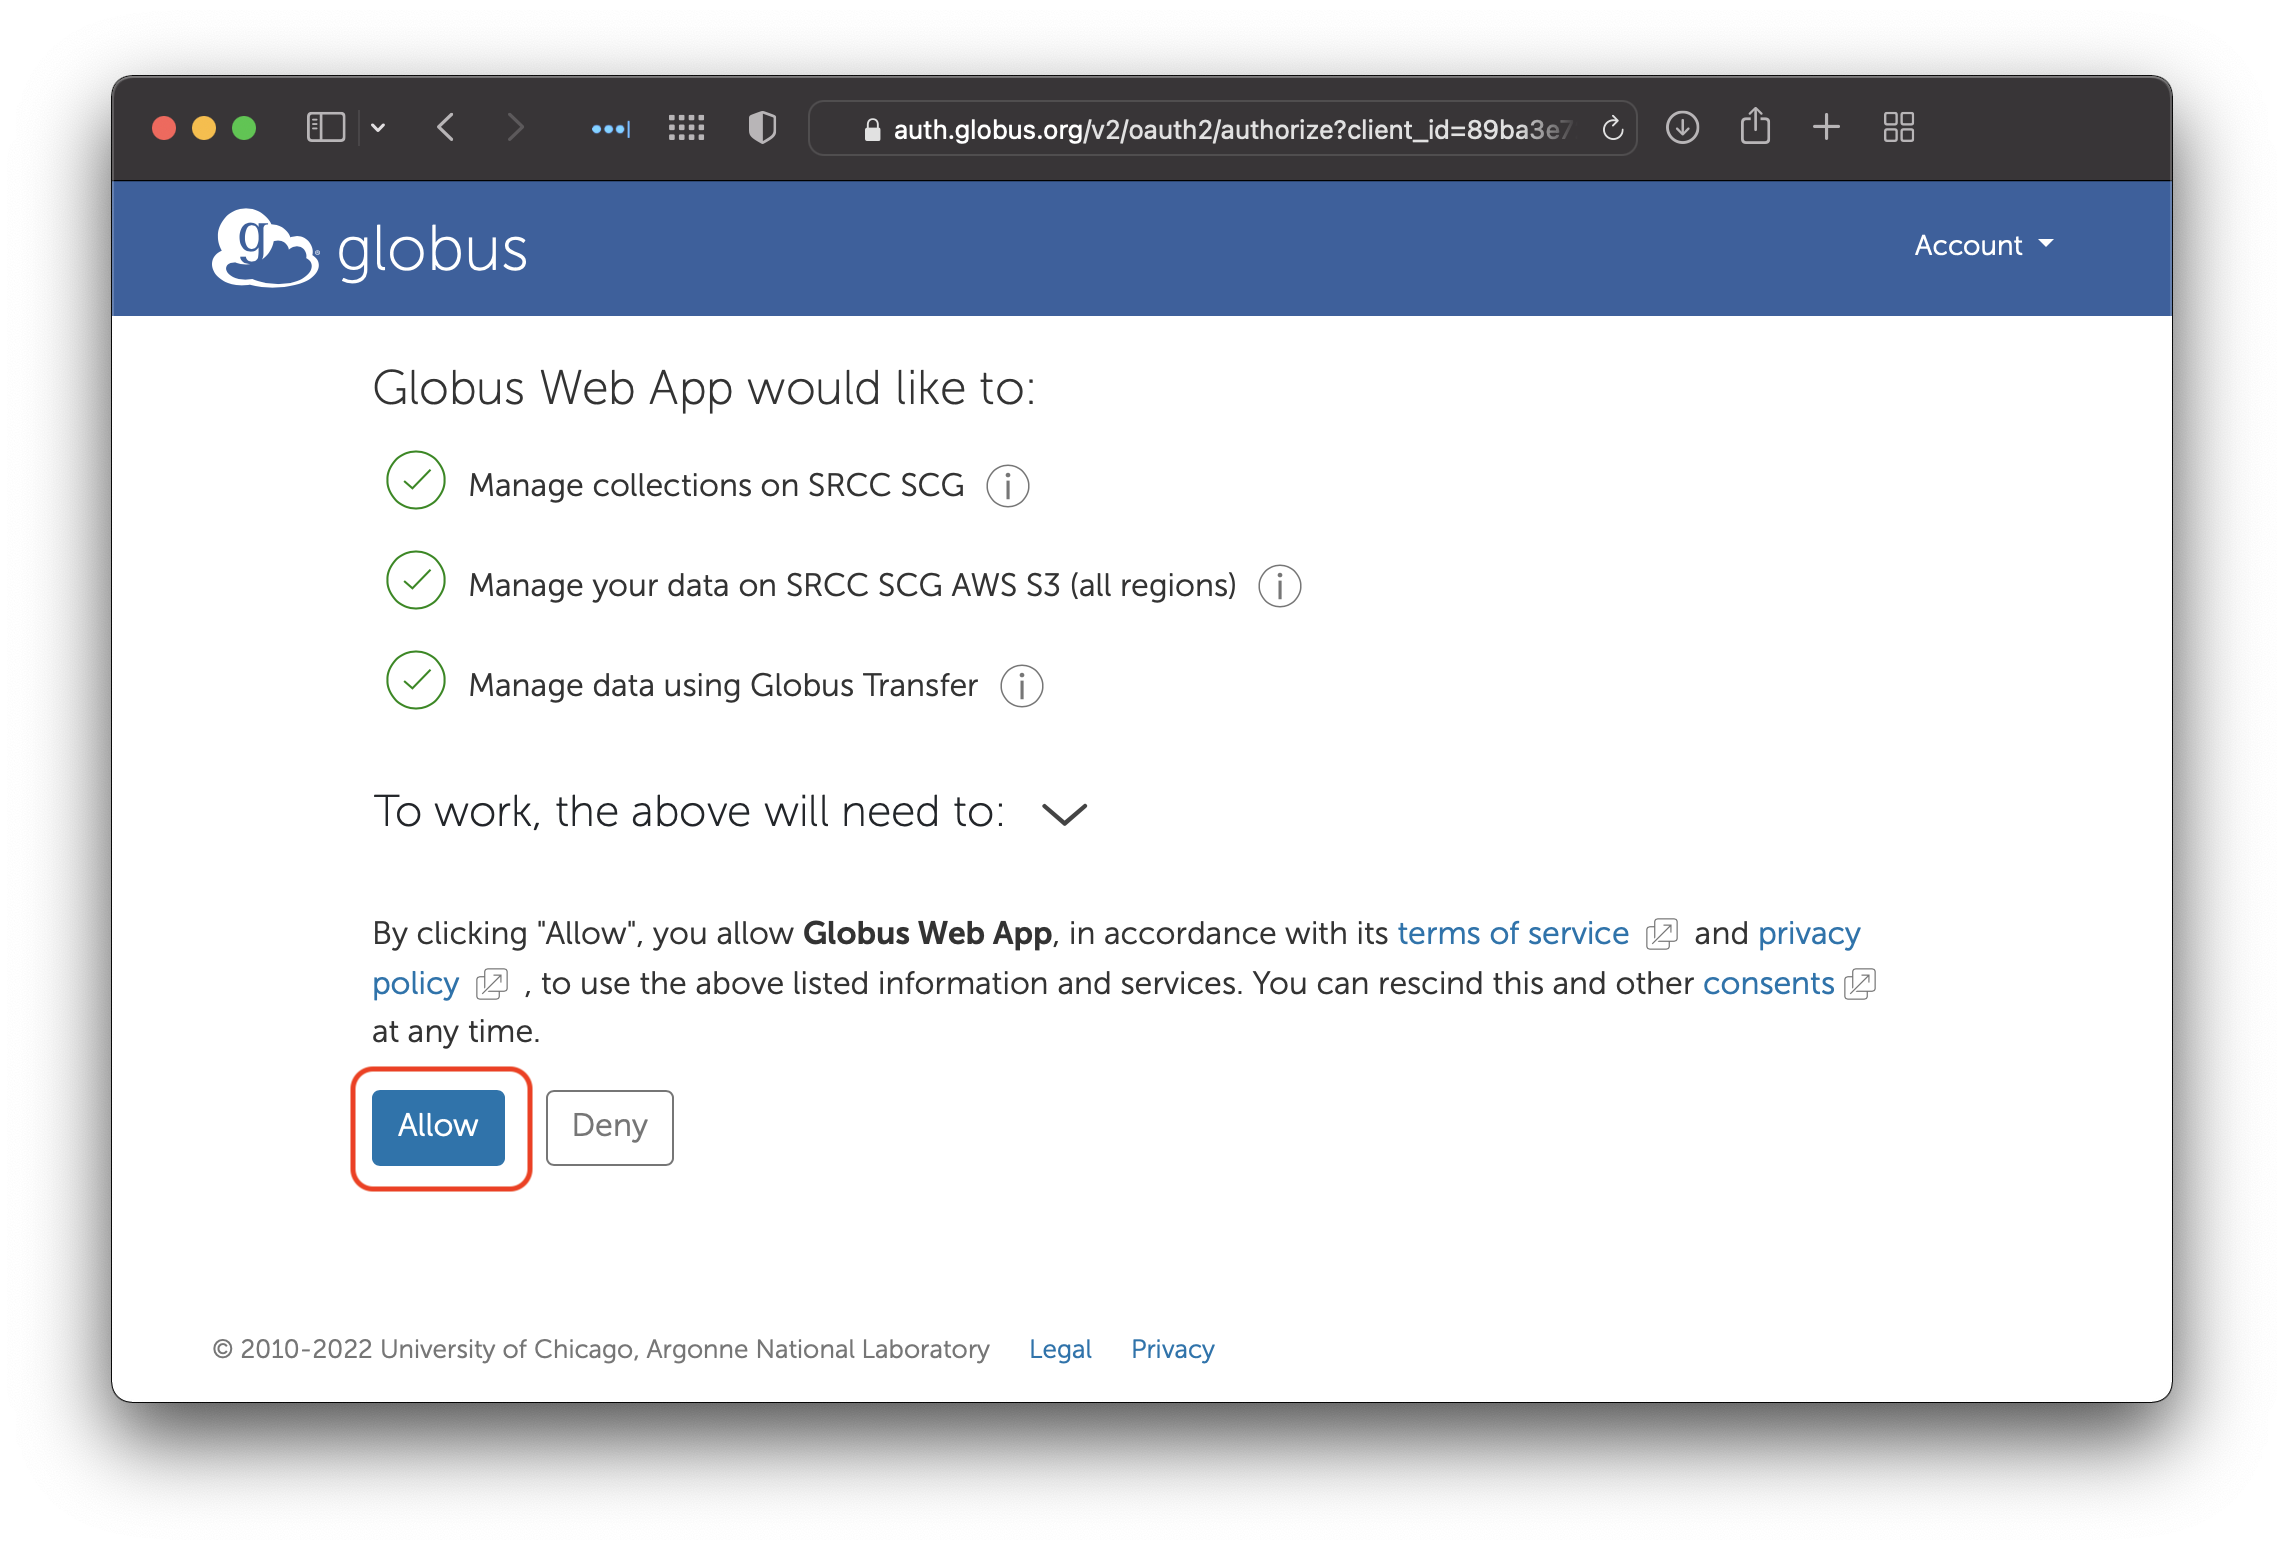 auth.globus.org/v2/oauth2/authorize?client_id=89ba3e7
globus
Account
Globus Web App would like to:
Manage collections on SRCC SCG
Manage your data on SRCC SCG AWS S3 (all regions)
Manage data using Globus Transfer
To work, the above will need to:
By clicking "Allow", you allow Globus Web App, in accordance with its terms of service and privacy
policy , to use the above listed information and services. You can rescind this and other consents
at any time.
Allow Deny
© 2010-2022 University of Chicago, Argonne National Laboratory Legal Privacy